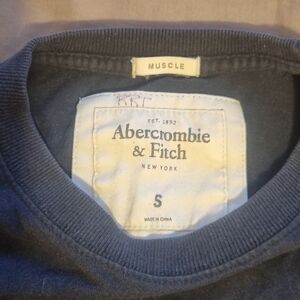 MUSCLE
EST. 1892
Abercrombie
& Fitch
NEW YORK
S
MADE IN CHINA